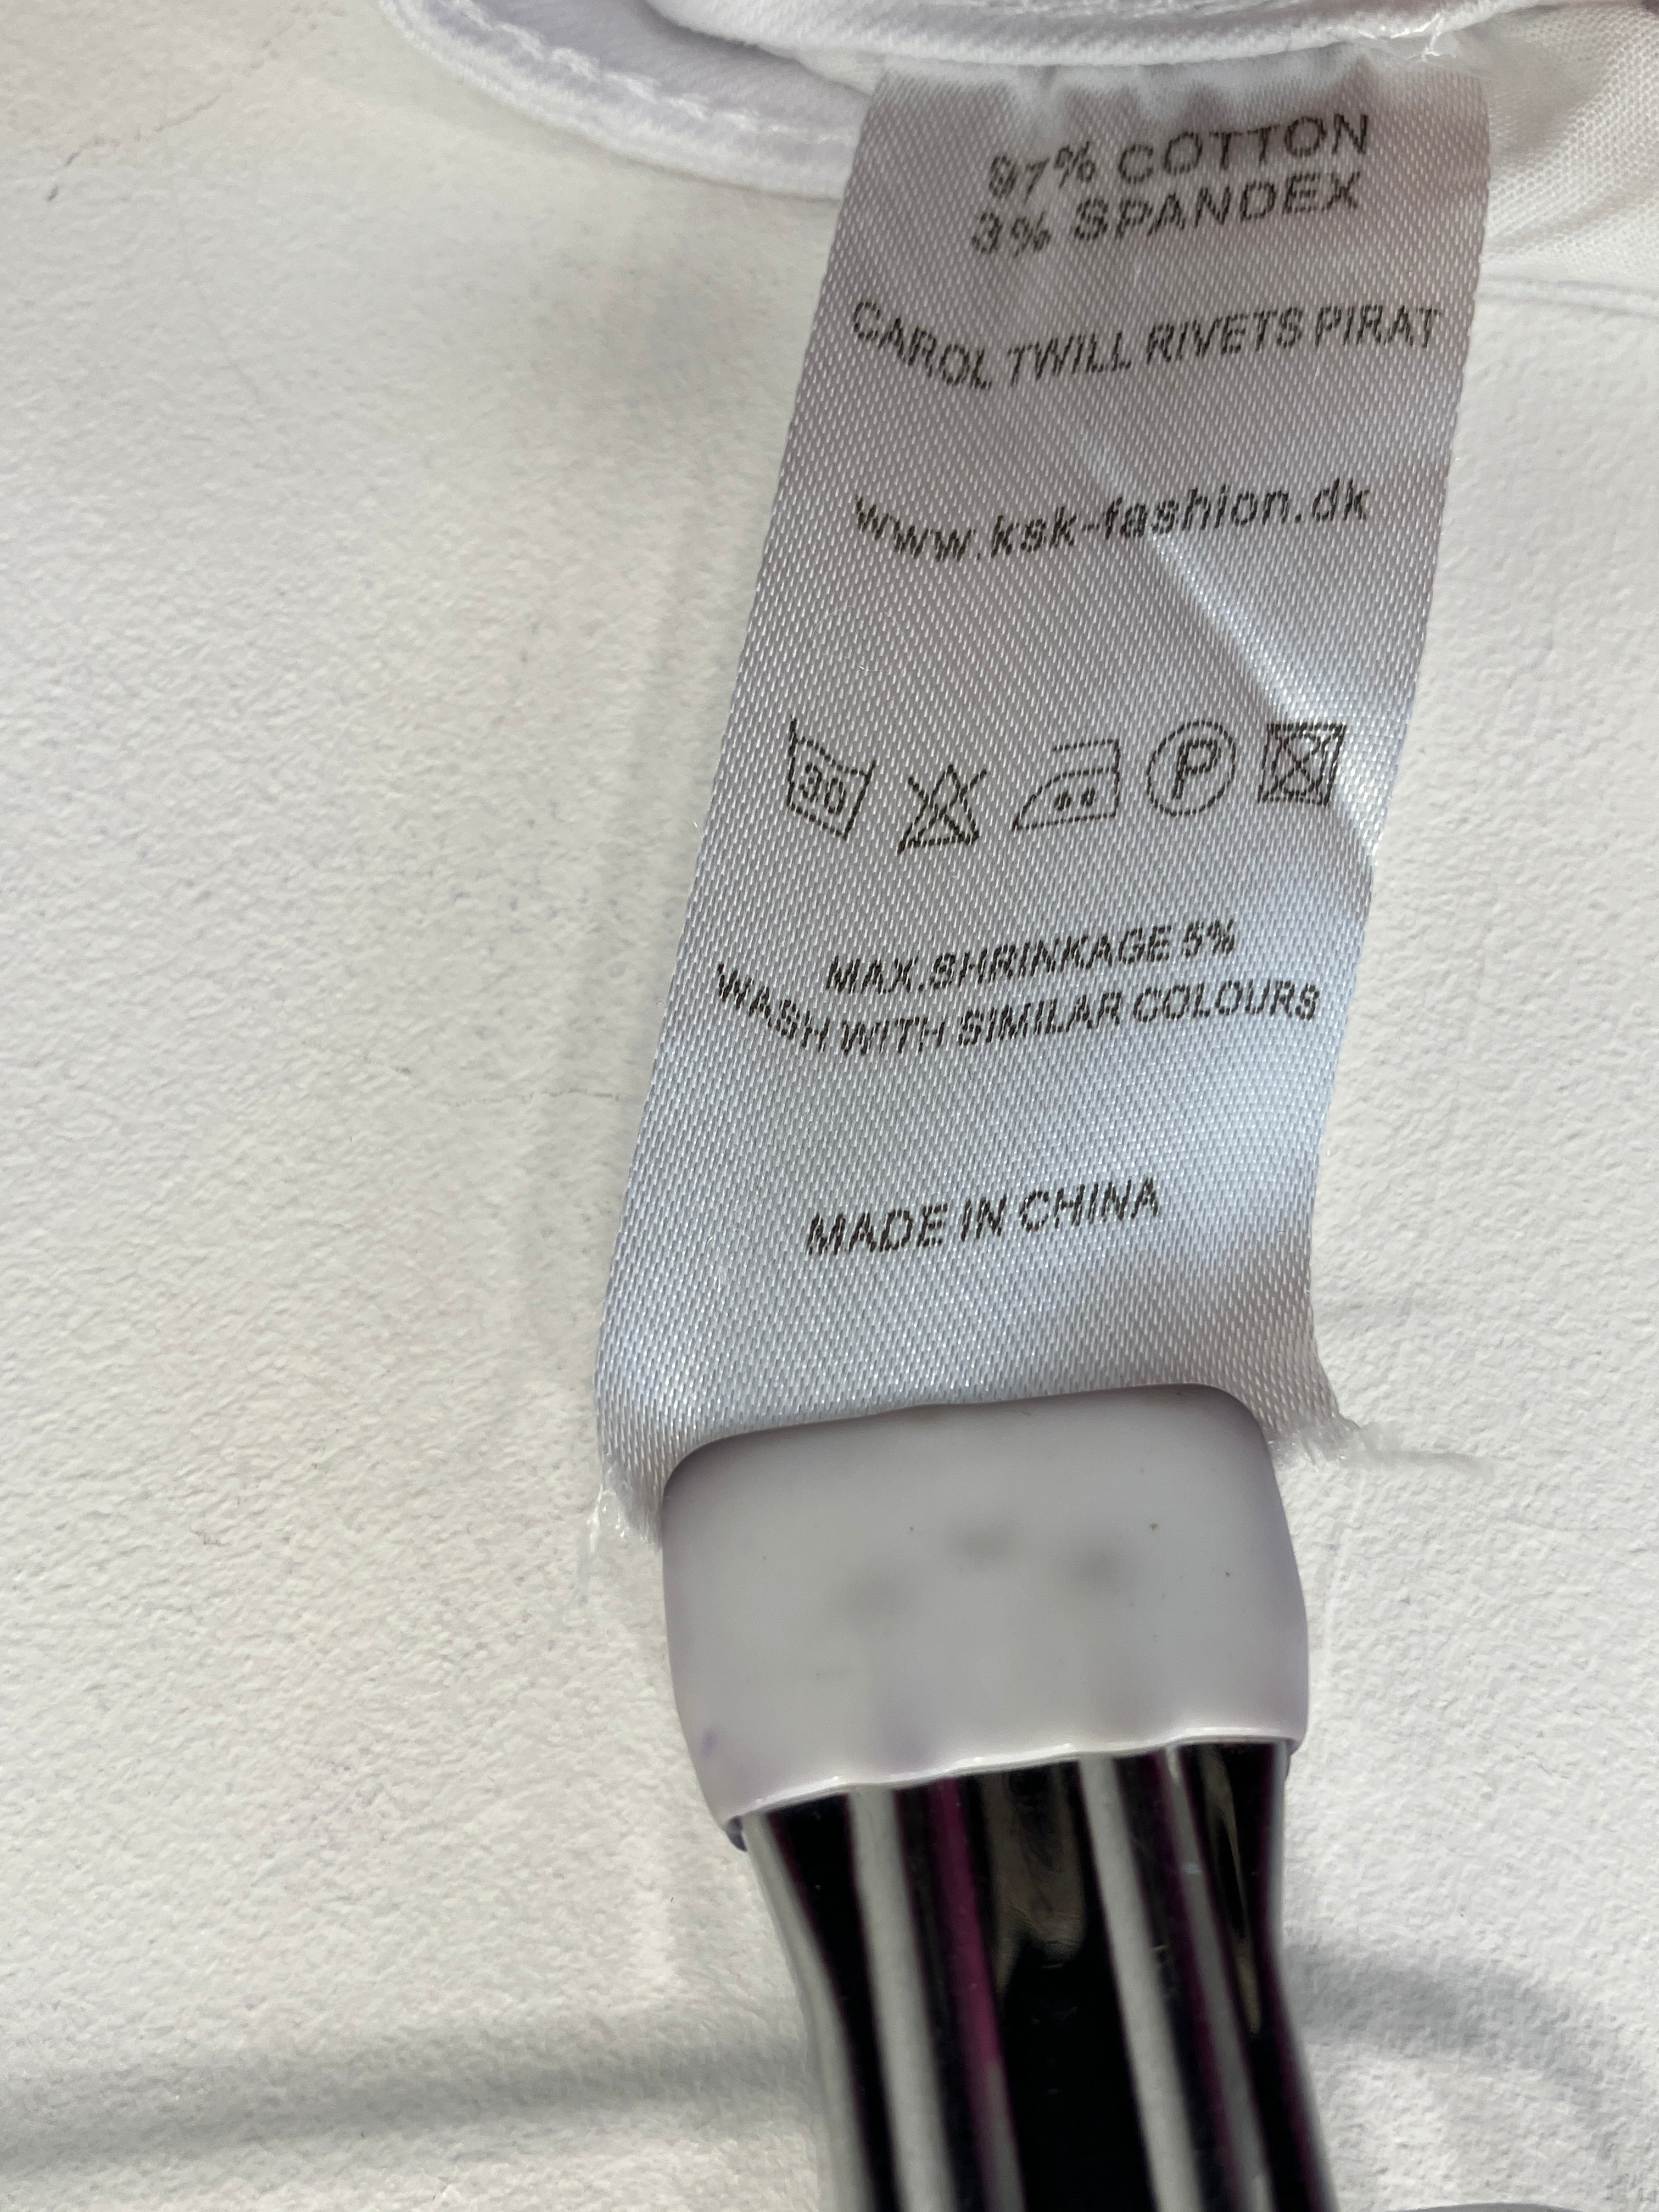 97% COTTON
3% SPANDEX
CAROL TWILL RIVETS PIRAT
www.ksk-fashion.dk
30 P
MAX.SHRINKAGE 5%
WASH WITH SIMILAR COLOURS
MADE IN CHINA